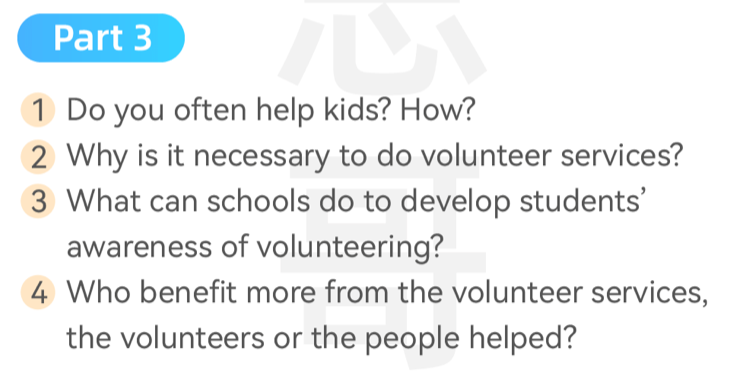 Part 3
1 Do you often help kids? How?
2 Why is it necessary to do volunteer services?
3 What can schools do to develop students’
awareness of volunteering?
4 Who benefit more from the volunteer services,
the volunteers or the people helped?